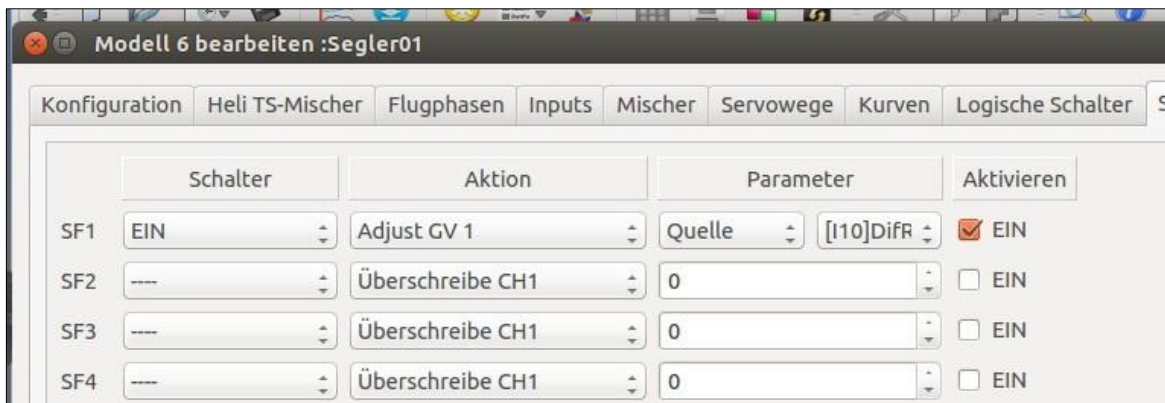 Modell 6 bearbeiten :Segler01
Konfiguration Heli TS-Mischer Flugphasen Inputs Mischer Servowege Kurven Logische Schalter S
Schalter Aktion Parameter Aktivieren
SF1 EIN Adjust GV 1 Quelle [I10]DifR EIN
SF2 ---- Überschreibe CH1 0 EIN
SF3 ---- Überschreibe CH1 0 EIN
SF4 ---- Überschreibe CH1 0 EIN